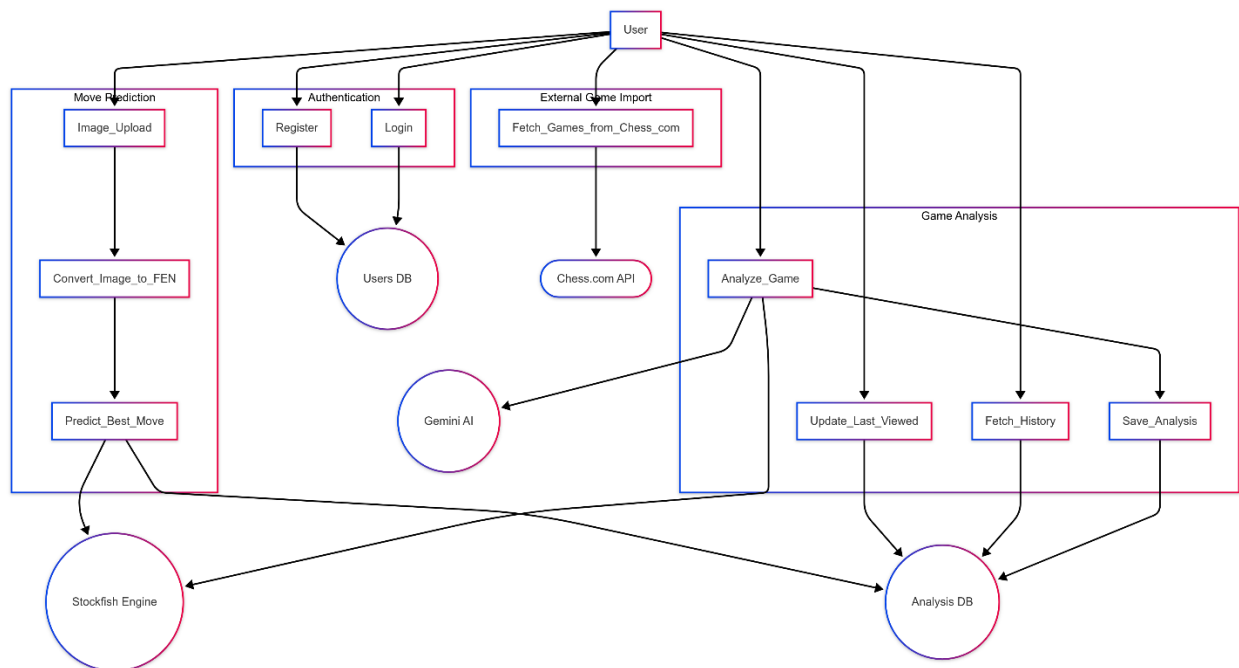 User
Move Prediction
Authentication
External Game Import
Image_Upload
Register
Login
Fetch_Games_from_Chess_com
Game Analysis
Convert_Image_to_FEN
Users DB
Chess.com API
Analyze_Game
Predict_Best_Move
Gemini AI
Update_Last_Viewed
Fetch_History
Save_Analysis
Stockfish Engine
Analysis DB